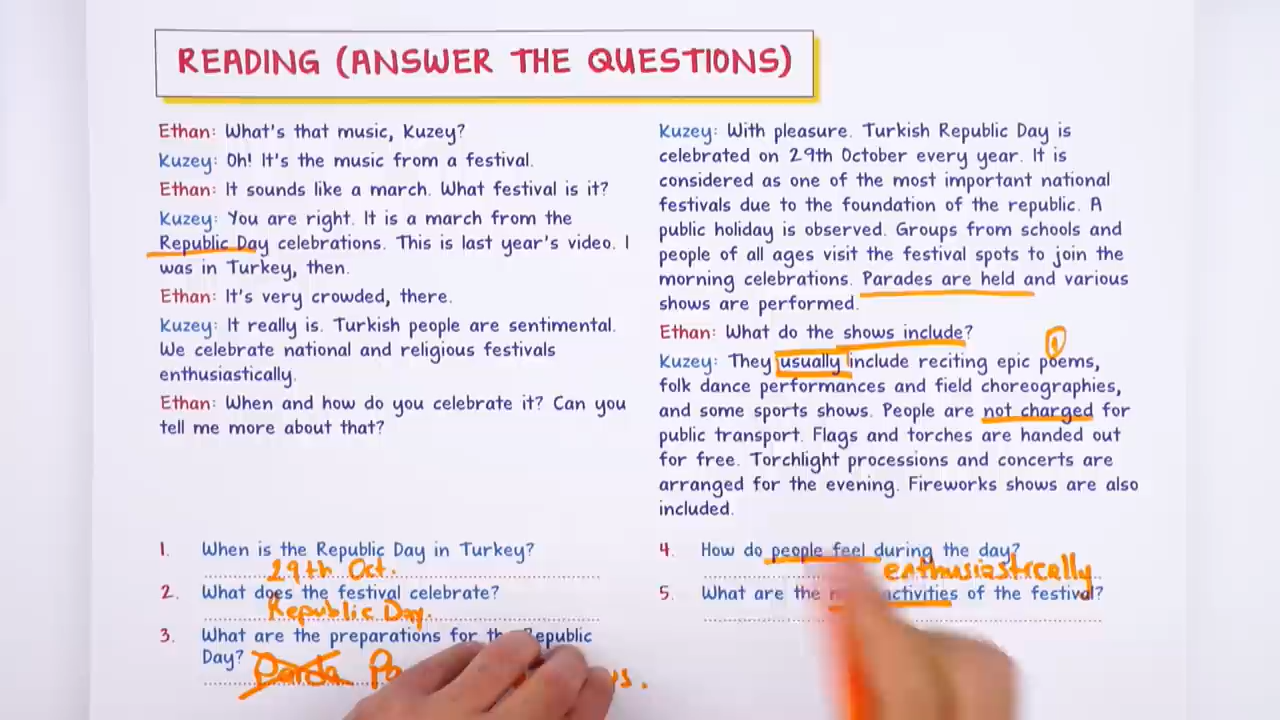 READING (ANSWER THE QUESTIONS)
Ethan: What's that music, Kuzey?
Kuzey: Oh! It's the music from a festival.
Ethan: It sounds like a march. What festival is it?
Kuzey: You are right. It is a march from the
Republic Day celebrations. This is last year's video. I
was in Turkey, then.
Ethan: It's very crowded, there.
Kuzey: It really is. Turkish people are sentimental.
We celebrate national and religious festivals
enthusiastically.
Ethan: When and how do you celebrate it? Can you
tell me more about that?
Kuzey: With pleasure. Turkish Republic Day is
celebrated on 29th October every year. It is
considered as one of the most important national
festivals due to the foundation of the republic. A
public holiday is observed. Groups from schools and
people of all ages visit the festival spots to join the
morning celebrations. Parades are held and various
shows are performed.
Ethan: What do the shows include?
1
Kuzey: They usually include reciting epic poems,
folk dance performances and field choreographies,
and some sports shows. People are not charged for
public transport. Flags and torches are handed out
for free. Torchlight processions and concerts are
arranged for the evening. Fireworks shows are also
included.
1. When is the Republic Day in Turkey?
29th Oct.
2. What does the festival celebrate?
Republic Day.
3. What are the preparations for the Republic
Day?
4. How do people feel during the day?
enthusiastically
5. What are the activities of the festival?